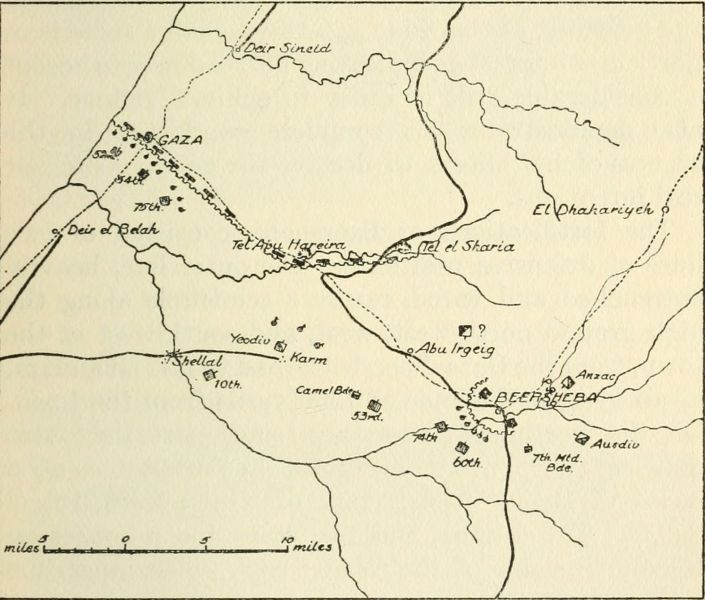 Deir Sineid
GAZA
52nd.
54th.
75th.
El Dhahariyeh
Deir el Belah
Tel Abu Hareira
Tel el Sharia
?
Yeodiv
Karm
Abu Irgeig
Shellal
10th.
Camel Bde.
53rd.
Anzac
BEERSHEBA
74th
60th.
7th. Mtd.
Bde.
Ausdiv
5 0 5 10
miles miles